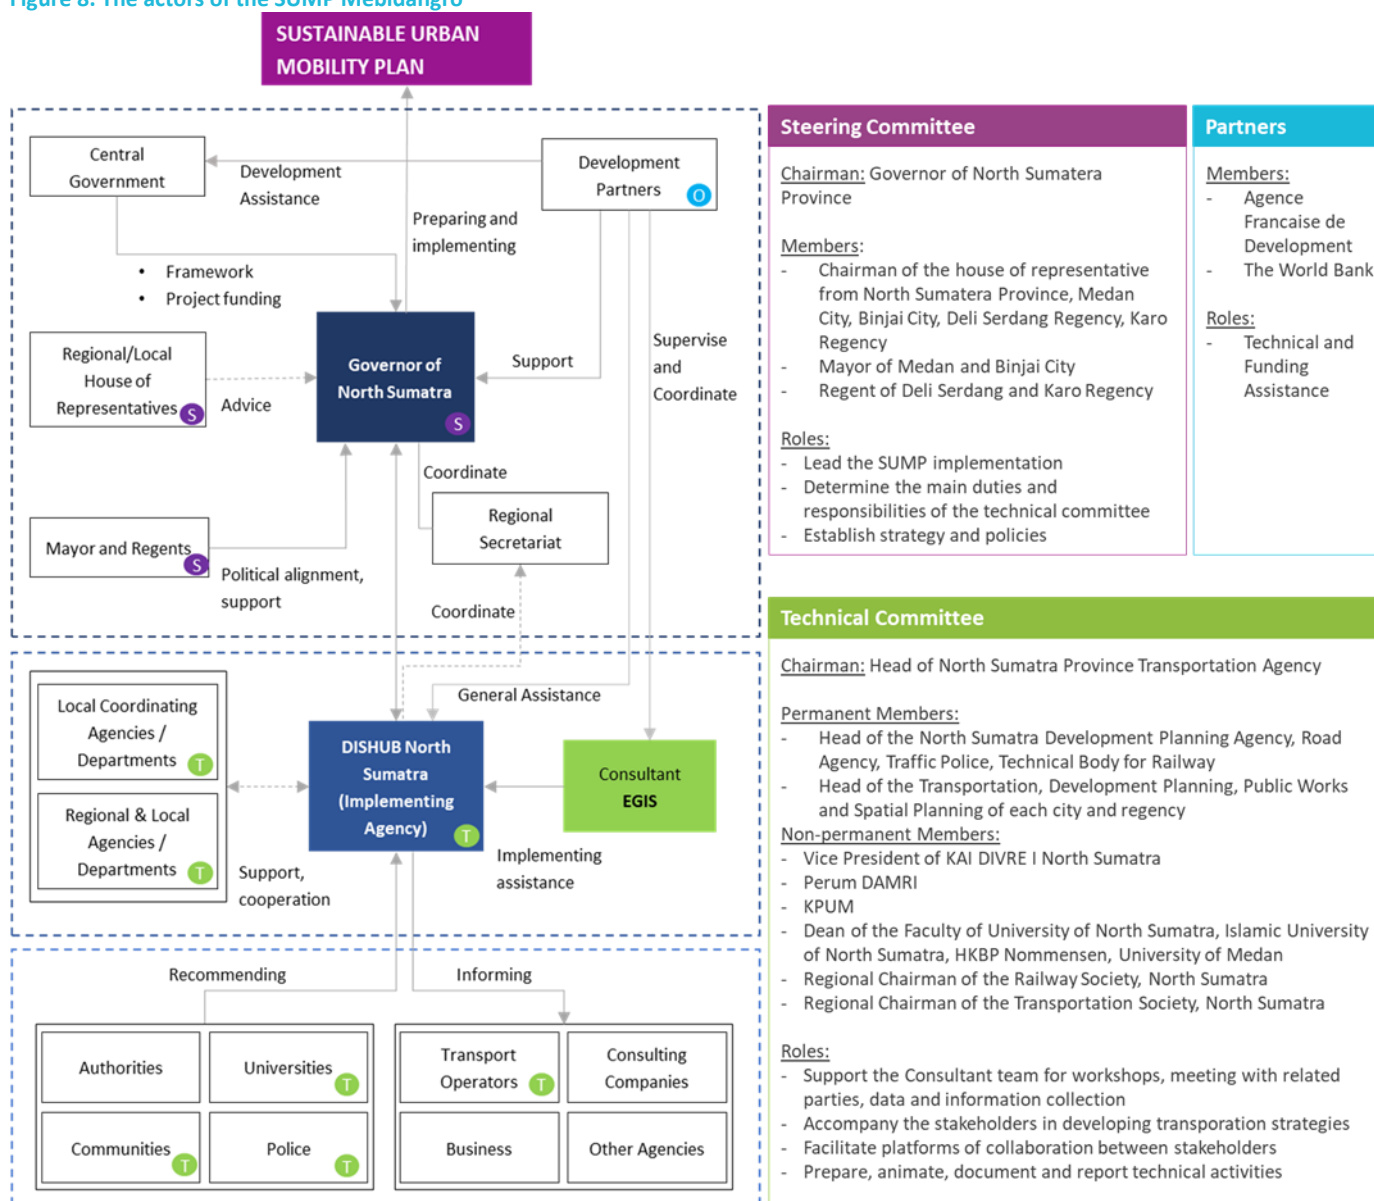 Figure 8: The actors of the SUMP Mebidangro
SUSTAINABLE URBAN
MOBILITY PLAN
Central
Government
Development
Assistance
Development
Partners
O
Preparing and
implementing
• Framework
• Project funding
Regional/Local
House of
Representatives
S
Advice
Governor of
North Sumatra
S
Support
Supervise
and
Coordinate
Coordinate
Regional
Secretariat
Mayor and Regents
S
Political alignment,
support
Coordinate
Local Coordinating
Agencies /
Departments
T
Regional & Local
Agencies /
Departments
T
Support,
cooperation
General Assistance
DISHUB North
Sumatra
(Implementing
Agency)
T
Consultant
EGIS
Implementing
assistance
Recommending
Informing
Authorities
Universities
T
Communities
T
Police
T
Transport
Operators
T
Consulting
Companies
Business
Other Agencies
Steering Committee
Chairman: Governor of North Sumatera
Province
Members:
- Chairman of the house of representative
from North Sumatera Province, Medan
City, Binjai City, Deli Serdang Regency, Karo
Regency
- Mayor of Medan and Binjai City
- Regent of Deli Serdang and Karo Regency
Roles:
- Lead the SUMP implementation
- Determine the main duties and
responsibilities of the technical committee
- Establish strategy and policies
Partners
Members:
- Agence
Francaise de
Development
- The World Bank
Roles:
- Technical and
Funding
Assistance
Technical Committee
Chairman: Head of North Sumatra Province Transportation Agency
Permanent Members:
- Head of the North Sumatra Development Planning Agency, Road
Agency, Traffic Police, Technical Body for Railway
- Head of the Transportation, Development Planning, Public Works
and Spatial Planning of each city and regency
Non-permanent Members:
- Vice President of KAI DIVRE I North Sumatra
- Perum DAMRI
- KPUM
- Dean of the Faculty of University of North Sumatra, Islamic University
of North Sumatra, HKBP Nommensen, University of Medan
- Regional Chairman of the Railway Society, North Sumatra
- Regional Chairman of the Transportation Society, North Sumatra
Roles:
- Support the Consultant team for workshops, meeting with related
parties, data and information collection
- Accompany the stakeholders in developing transporation strategies
- Facilitate platforms of collaboration between stakeholders
- Prepare, animate, document and report technical activities